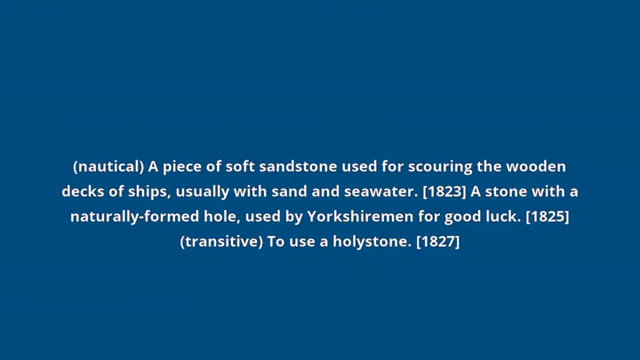 (nautical) A piece of soft sandstone used for scouring the wooden
decks of ships, usually with sand and seawater. [1823] A stone with a
naturally-formed hole, used by Yorkshiremen for good luck. [1825]
(transitive) To use a holystone. [1827]